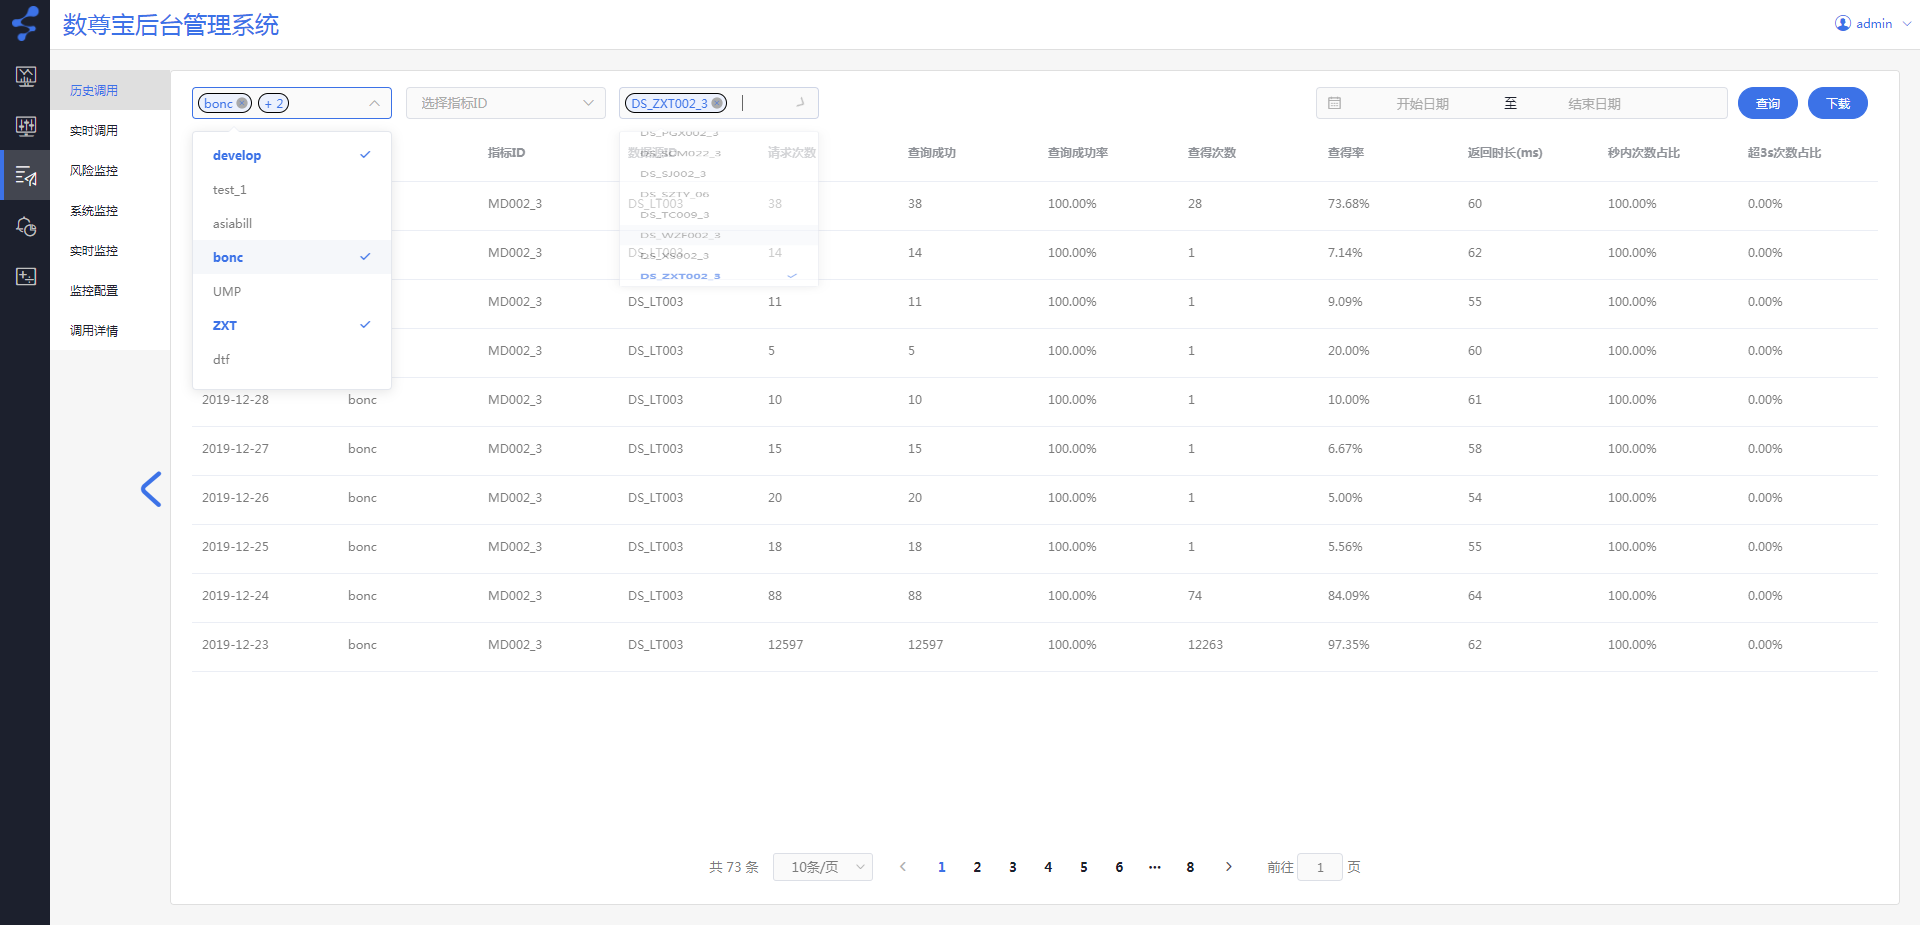 数尊宝后台管理系统
admin
历史调用
实时调用
风险监控
系统监控
实时监控
监控配置
调用详情
bonc + 2 选择指标ID DS_ZXT002_3 开始日期 至 结束日期 查询 下载
develop
test_1
asiabill
bonc
UMP
ZXT
dtf
DS_PGX002_3
DS_SJ002_3
DS_SZTY_06
DS_TC009_3
DS_WZF002_3
DS_XS002_3
DS_ZXT002_3
指标ID 数据源ID 请求次数 查询成功 查询成功率 查得次数 查得率 返回时长(ms) 秒内次数占比 超3s次数占比
MD002_3 DS_LT003 38 38 100.00% 28 73.68% 60 100.00% 0.00%
MD002_3 DS_LT003 14 14 100.00% 1 7.14% 62 100.00% 0.00%
MD002_3 DS_LT003 11 11 100.00% 1 9.09% 55 100.00% 0.00%
MD002_3 DS_LT003 5 5 100.00% 1 20.00% 60 100.00% 0.00%
2019-12-28 bonc MD002_3 DS_LT003 10 10 100.00% 1 10.00% 61 100.00% 0.00%
2019-12-27 bonc MD002_3 DS_LT003 15 15 100.00% 1 6.67% 58 100.00% 0.00%
2019-12-26 bonc MD002_3 DS_LT003 20 20 100.00% 1 5.00% 54 100.00% 0.00%
2019-12-25 bonc MD002_3 DS_LT003 18 18 100.00% 1 5.56% 55 100.00% 0.00%
2019-12-24 bonc MD002_3 DS_LT003 88 88 100.00% 74 84.09% 64 100.00% 0.00%
2019-12-23 bonc MD002_3 DS_LT003 12597 12597 100.00% 12263 97.35% 62 100.00% 0.00%
共 73 条 10条/页 1 2 3 4 5 6 ··· 8 前往 1 页